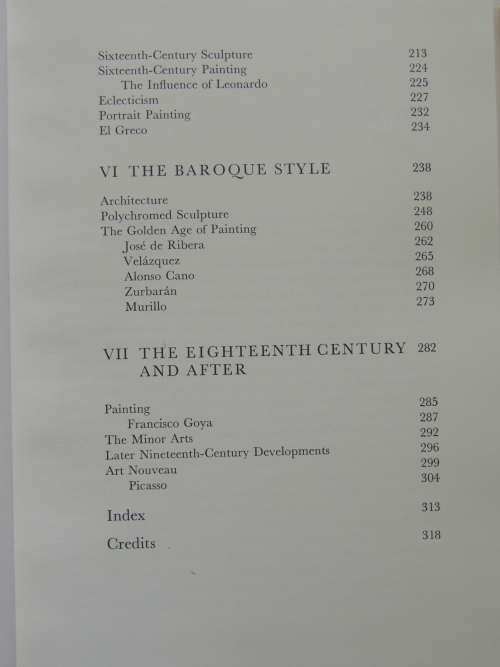 Sixteenth-Century Sculpture 213
Sixteenth-Century Painting 224
The Influence of Leonardo 225
Eclecticism 227
Portrait Painting 232
El Greco 234
VI THE BAROQUE STYLE 238
Architecture 238
Polychromed Sculpture 248
The Golden Age of Painting 260
José de Ribera 262
Velázquez 265
Alonso Cano 268
Zurbarán 270
Murillo 273
VII THE EIGHTEENTH CENTURY 282
AND AFTER
Painting 285
Francisco Goya 287
The Minor Arts 292
Later Nineteenth-Century Developments 296
Art Nouveau 299
Picasso 304
Index 313
Credits 318